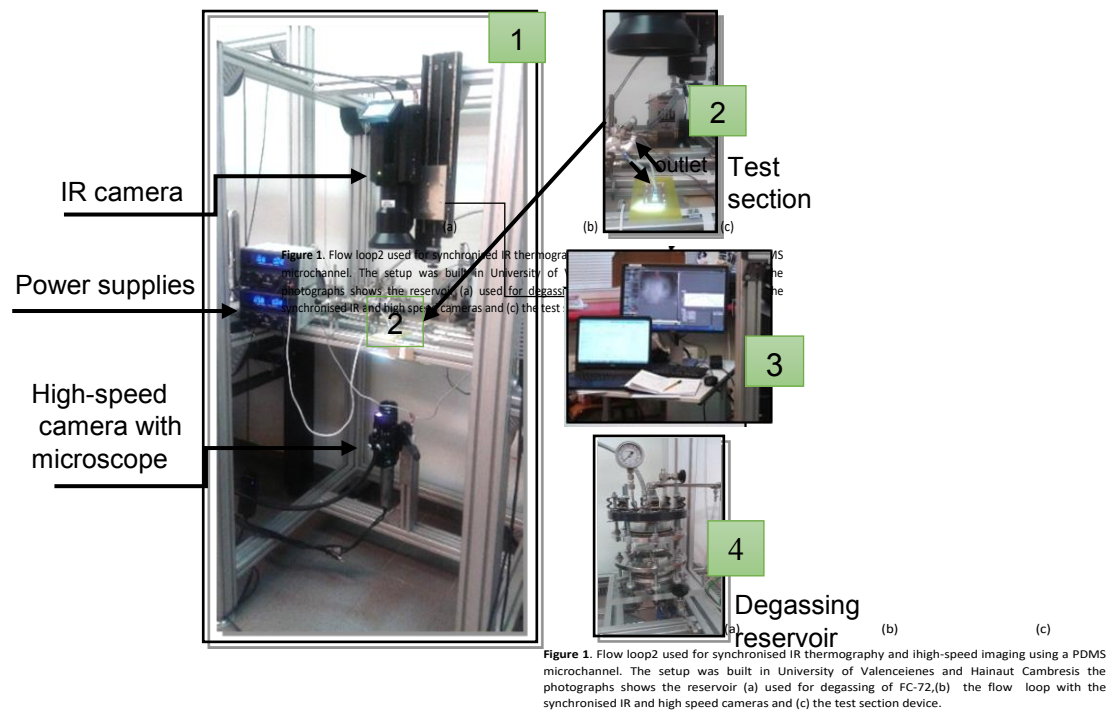 1
IR camera
Power supplies
High-speed
camera with
microscope
2
2
outlet
Test
section
(a)
(b)
(c)
Figure 1. Flow loop2 used for synchronised IR thermogra
MS
microchannel. The setup was built in University of V
the
photographs shows the reservoir (a) used for degassi
the
synchronised IR and high speed cameras and (c) the test
3
4
Degassing
reservoir
(a)
(b)
(c)
Figure 1. Flow loop2 used for synchronised IR thermography and ihigh-speed imaging using a PDMS
microchannel. The setup was built in University of Valenceienes and Hainaut Cambresis the
photographs shows the reservoir (a) used for degassing of FC-72,(b) the flow loop with the
synchronised IR and high speed cameras and (c) the test section device.